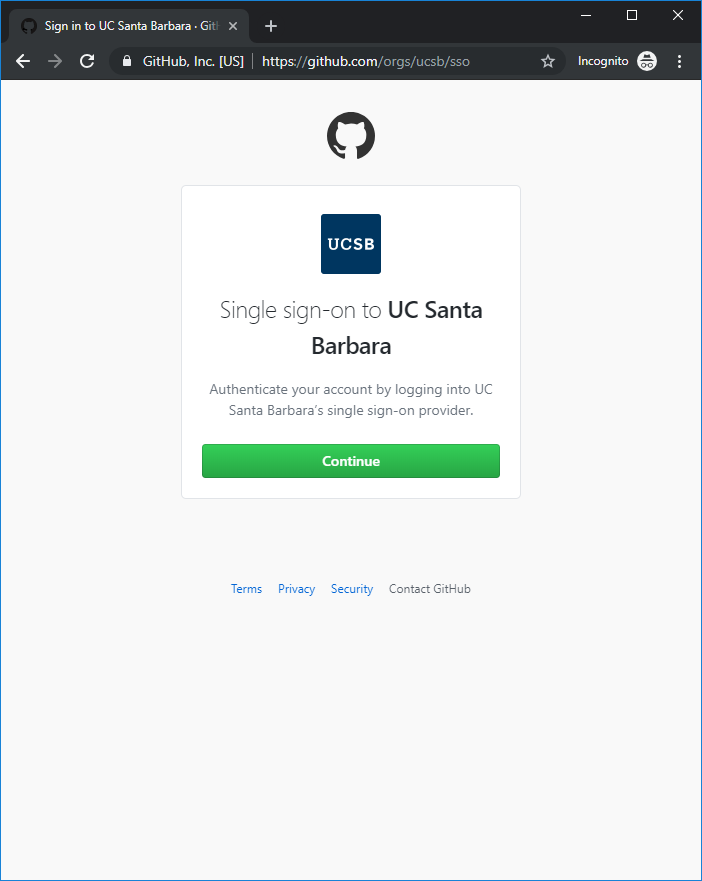 Sign in to UC Santa Barbara · Git
GitHub, Inc. [US] | https://github.com/orgs/ucsb/sso
Incognito
UCSB
Single sign-on to UC Santa
Barbara
Authenticate your account by logging into UC
Santa Barbara's single sign-on provider.
Continue
Terms Privacy Security Contact GitHub